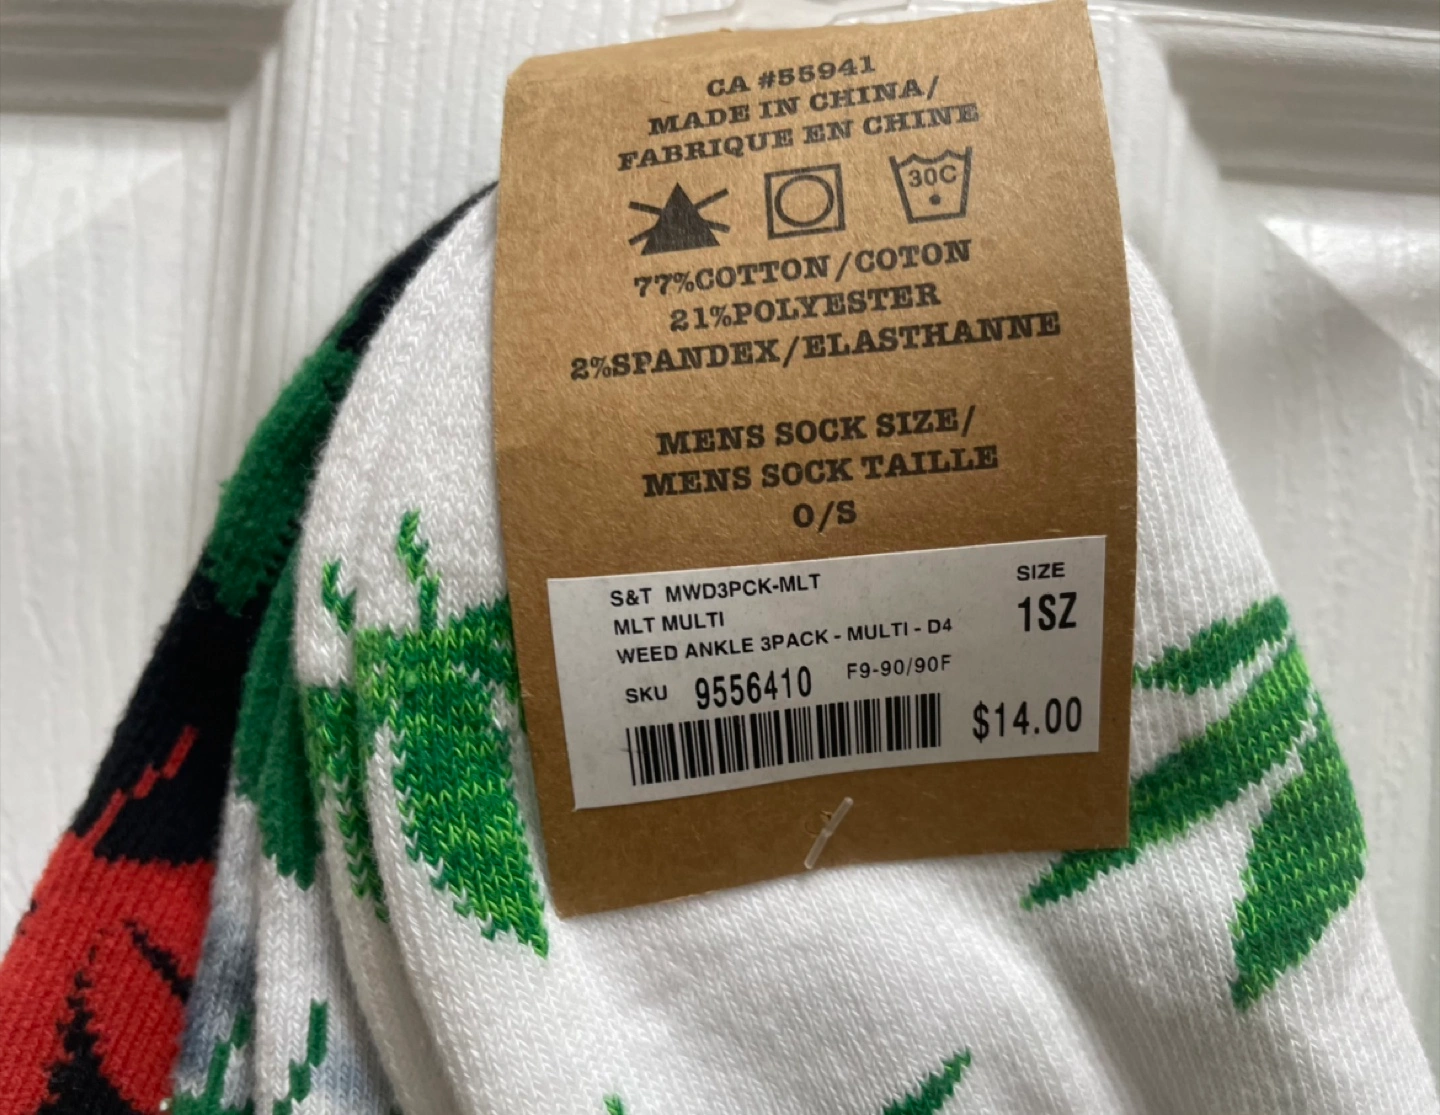 CA #55941
MADE IN CHINA/
FABRIQUE EN CHINE
30C
77%COTTON/COTON
21%POLYESTER
2%SPANDEX/ELASTHANNE
MENS SOCK SIZE/
MENS SOCK TAILLE
O/S
S&T MWD3PCK-MLT
SIZE
MLT MULTI
1SZ
WEED ANKLE 3PACK - MULTI - D4
SKU 9556410 F9-90/90F
$14.00